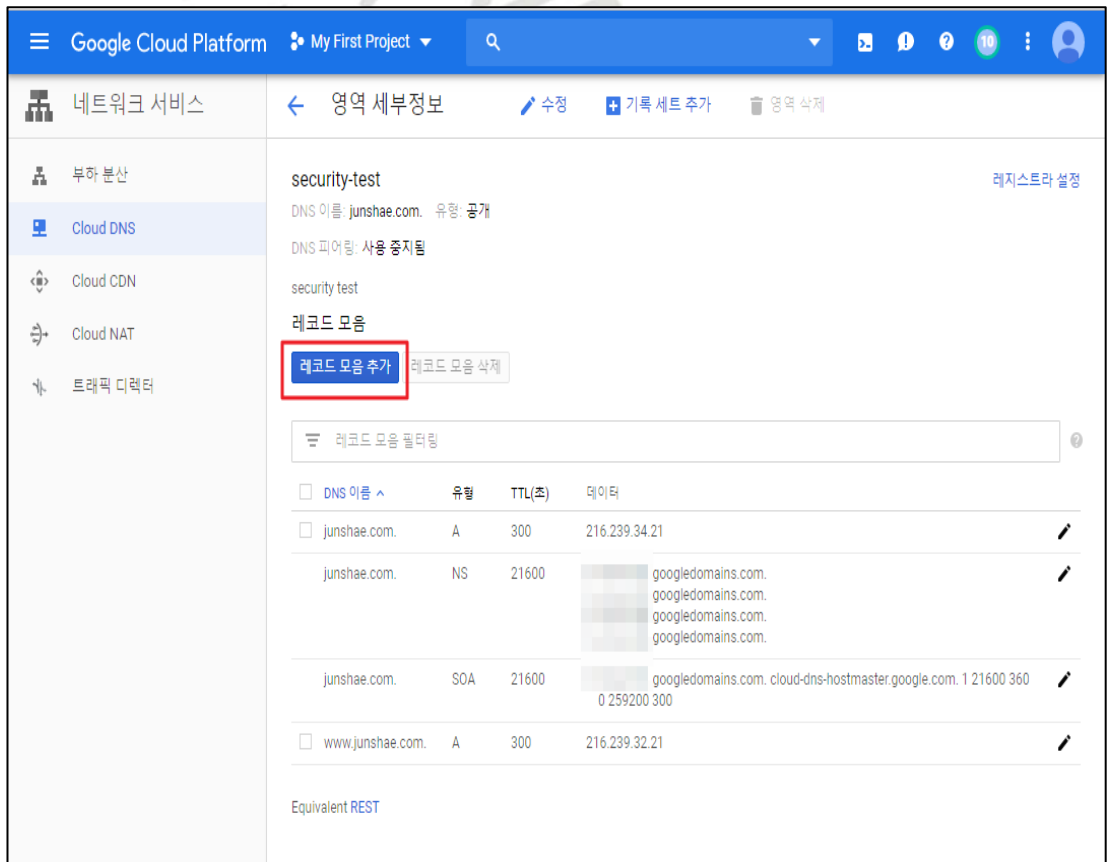 Google Cloud Platform My First Project 10
네트워크 서비스 영역 세부정보 수정 기록 세트 추가 영역 삭제
부하 분산
Cloud DNS
Cloud CDN
Cloud NAT
트래픽 디렉터
security-test 레지스트라 설정
DNS 이름: junshae.com. 유형: 공개
DNS 피어링: 사용 중지됨
security test
레코드 모음
레코드 모음 추가 레코드 모음 삭제
레코드 모음 필터링
DNS 이름 유형 TTL(초) 데이터
junshae.com. A 300 216.239.34.21
junshae.com. NS 21600 googledomains.com.
googledomains.com.
googledomains.com.
googledomains.com.
junshae.com. SOA 21600 googledomains.com. cloud-dns-hostmaster.google.com. 1 21600 360
0 259200 300
www.junshae.com. A 300 216.239.32.21
Equivalent REST